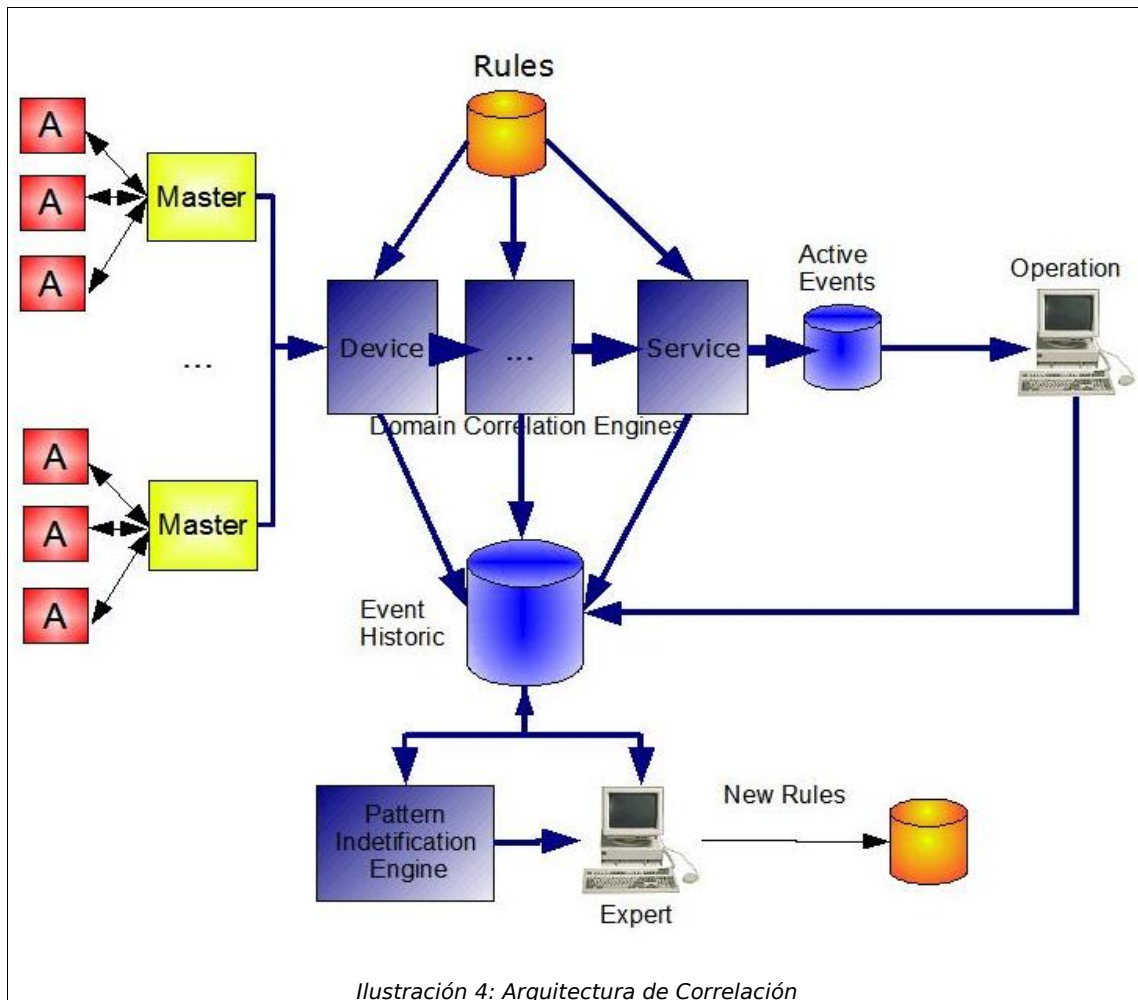 Rules
A
A
A
Master
...
A
A
A
Master
Device
...
Service
Domain Correlation Engines
Active
Events
Operation
Event
Historic
Pattern
Indetification
Engine
Expert
New Rules
Ilustración 4: Arquitectura de Correlación